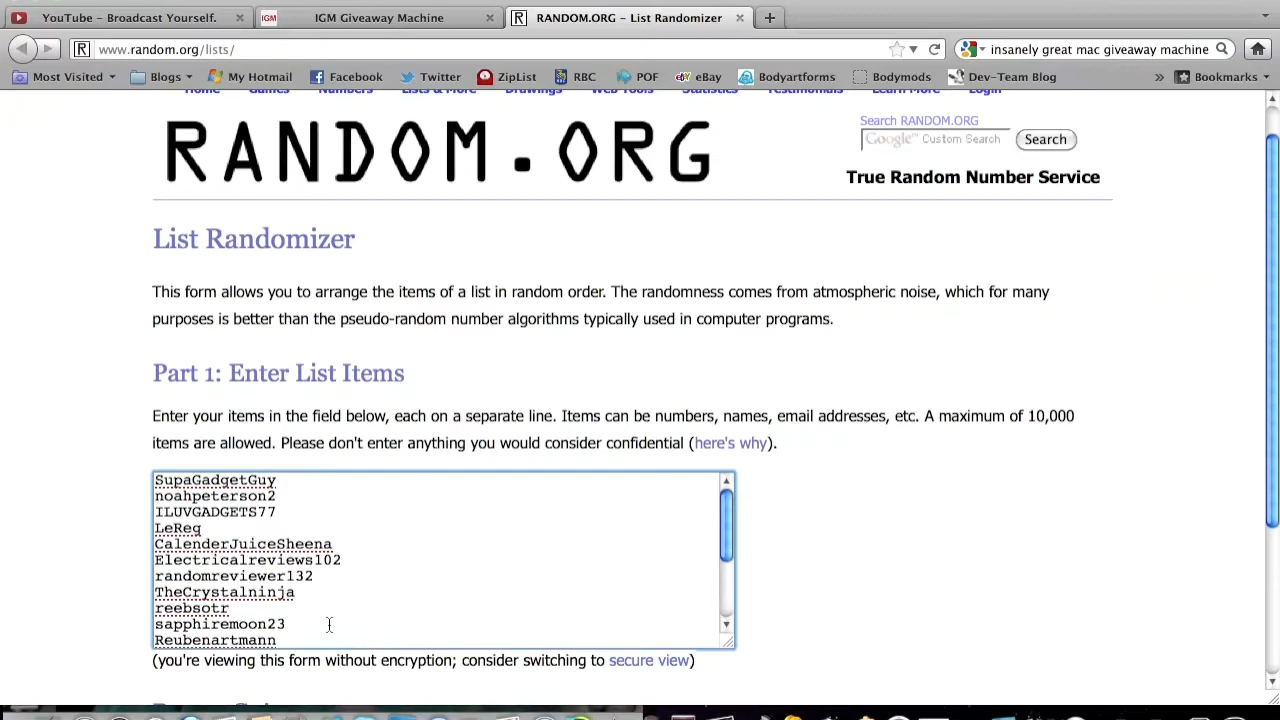 YouTube - Broadcast Yourself.
IGM
IGM Giveaway Machine
R
RANDOM.ORG - List Randomizer
R
www.random.org/lists/
insanely great mac giveaway machine
Most Visited
Blogs
My Hotmail
Facebook
Twitter
ZipList
RBC
POF
eBay
Bodyartforms
Bodymods
Dev-Team Blog
»
Bookmarks
Home Games Numbers Lists & More Drawings Web Tools Statistics Testimonials Learn More Login
RANDOM.ORG
Search RANDOM.ORG
Google™ Custom Search
Search
True Random Number Service
List Randomizer
This form allows you to arrange the items of a list in random order. The randomness comes from atmospheric noise, which for many
purposes is better than the pseudo-random number algorithms typically used in computer programs.
Part 1: Enter List Items
Enter your items in the field below, each on a separate line. Items can be numbers, names, email addresses, etc. A maximum of 10,000
items are allowed. Please don't enter anything you would consider confidential (here's why).
SupaGadgetGuy
noahpeterson2
ILUVGADGETS77
LeReq
CalenderJuiceSheena
Electricalreviews102
randomreviewer132
TheCrystalninja
reebsotr
sapphiremoon23
Reubenartmann
(you're viewing this form without encryption; consider switching to secure view)